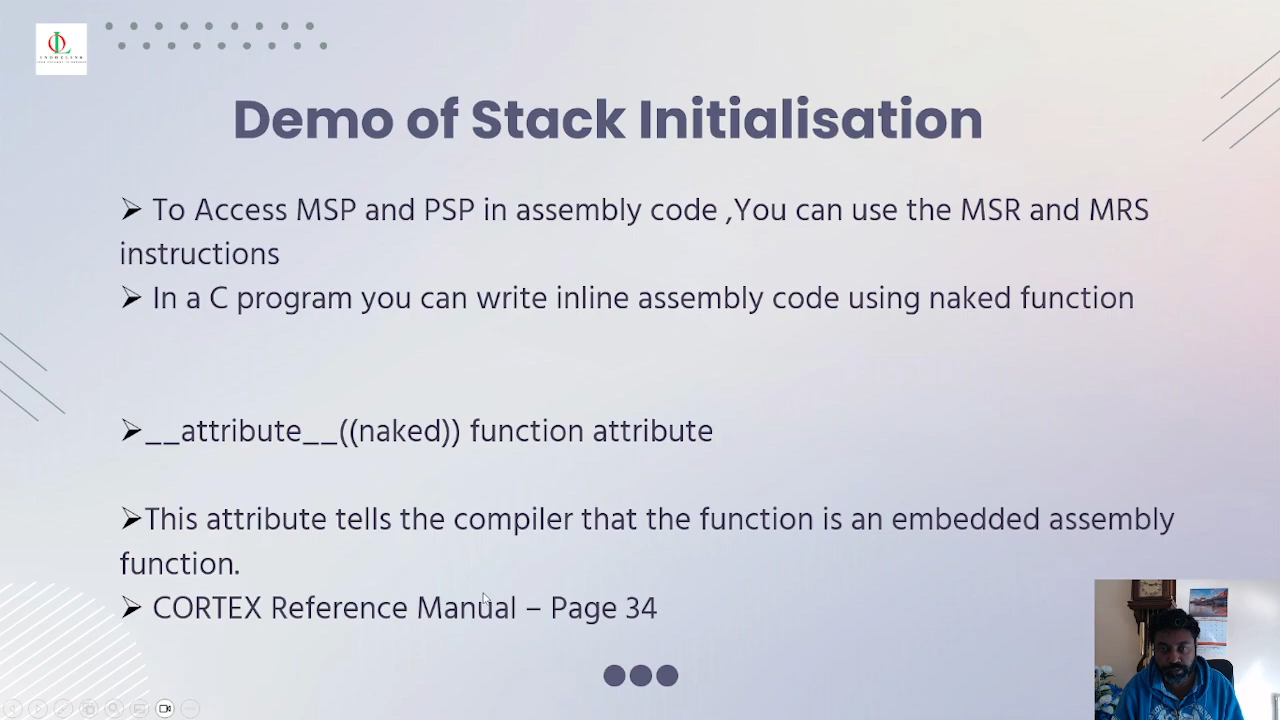 Demo of Stack Initialisation
➢ To Access MSP and PSP in assembly code ,You can use the MSR and MRS
instructions
➢ In a C program you can write inline assembly code using naked function
➢__attribute__((naked)) function attribute
➢This attribute tells the compiler that the function is an embedded assembly
function.
➢ CORTEX Reference Manual – Page 34